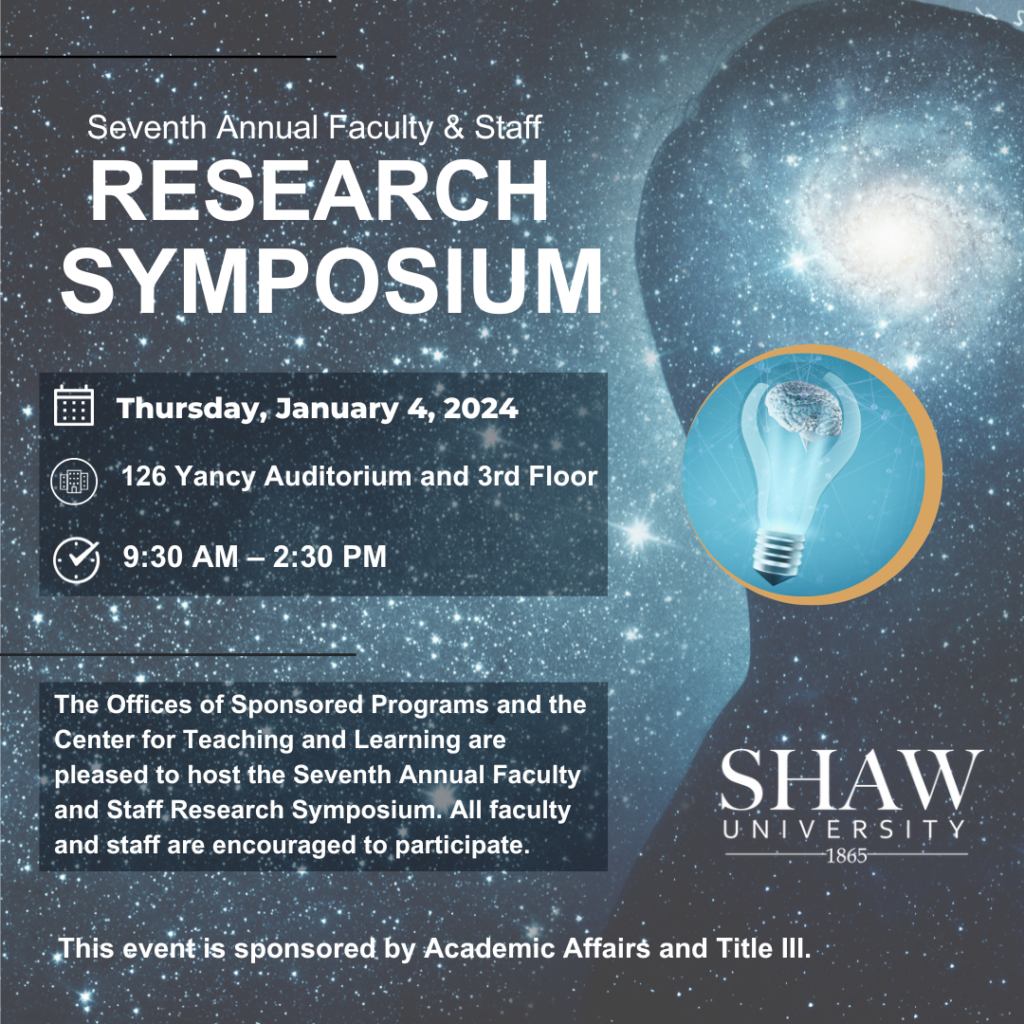 Seventh Annual Faculty & Staff
RESEARCH
SYMPOSIUM
Thursday, January 4, 2024
126 Yancy Auditorium and 3rd Floor
9:30 AM – 2:30 PM
The Offices of Sponsored Programs and the
Center for Teaching and Learning are
pleased to host the Seventh Annual Faculty
and Staff Research Symposium. All faculty
and staff are encouraged to participate.
SHAW
UNIVERSITY
1865
This event is sponsored by Academic Affairs and Title III.